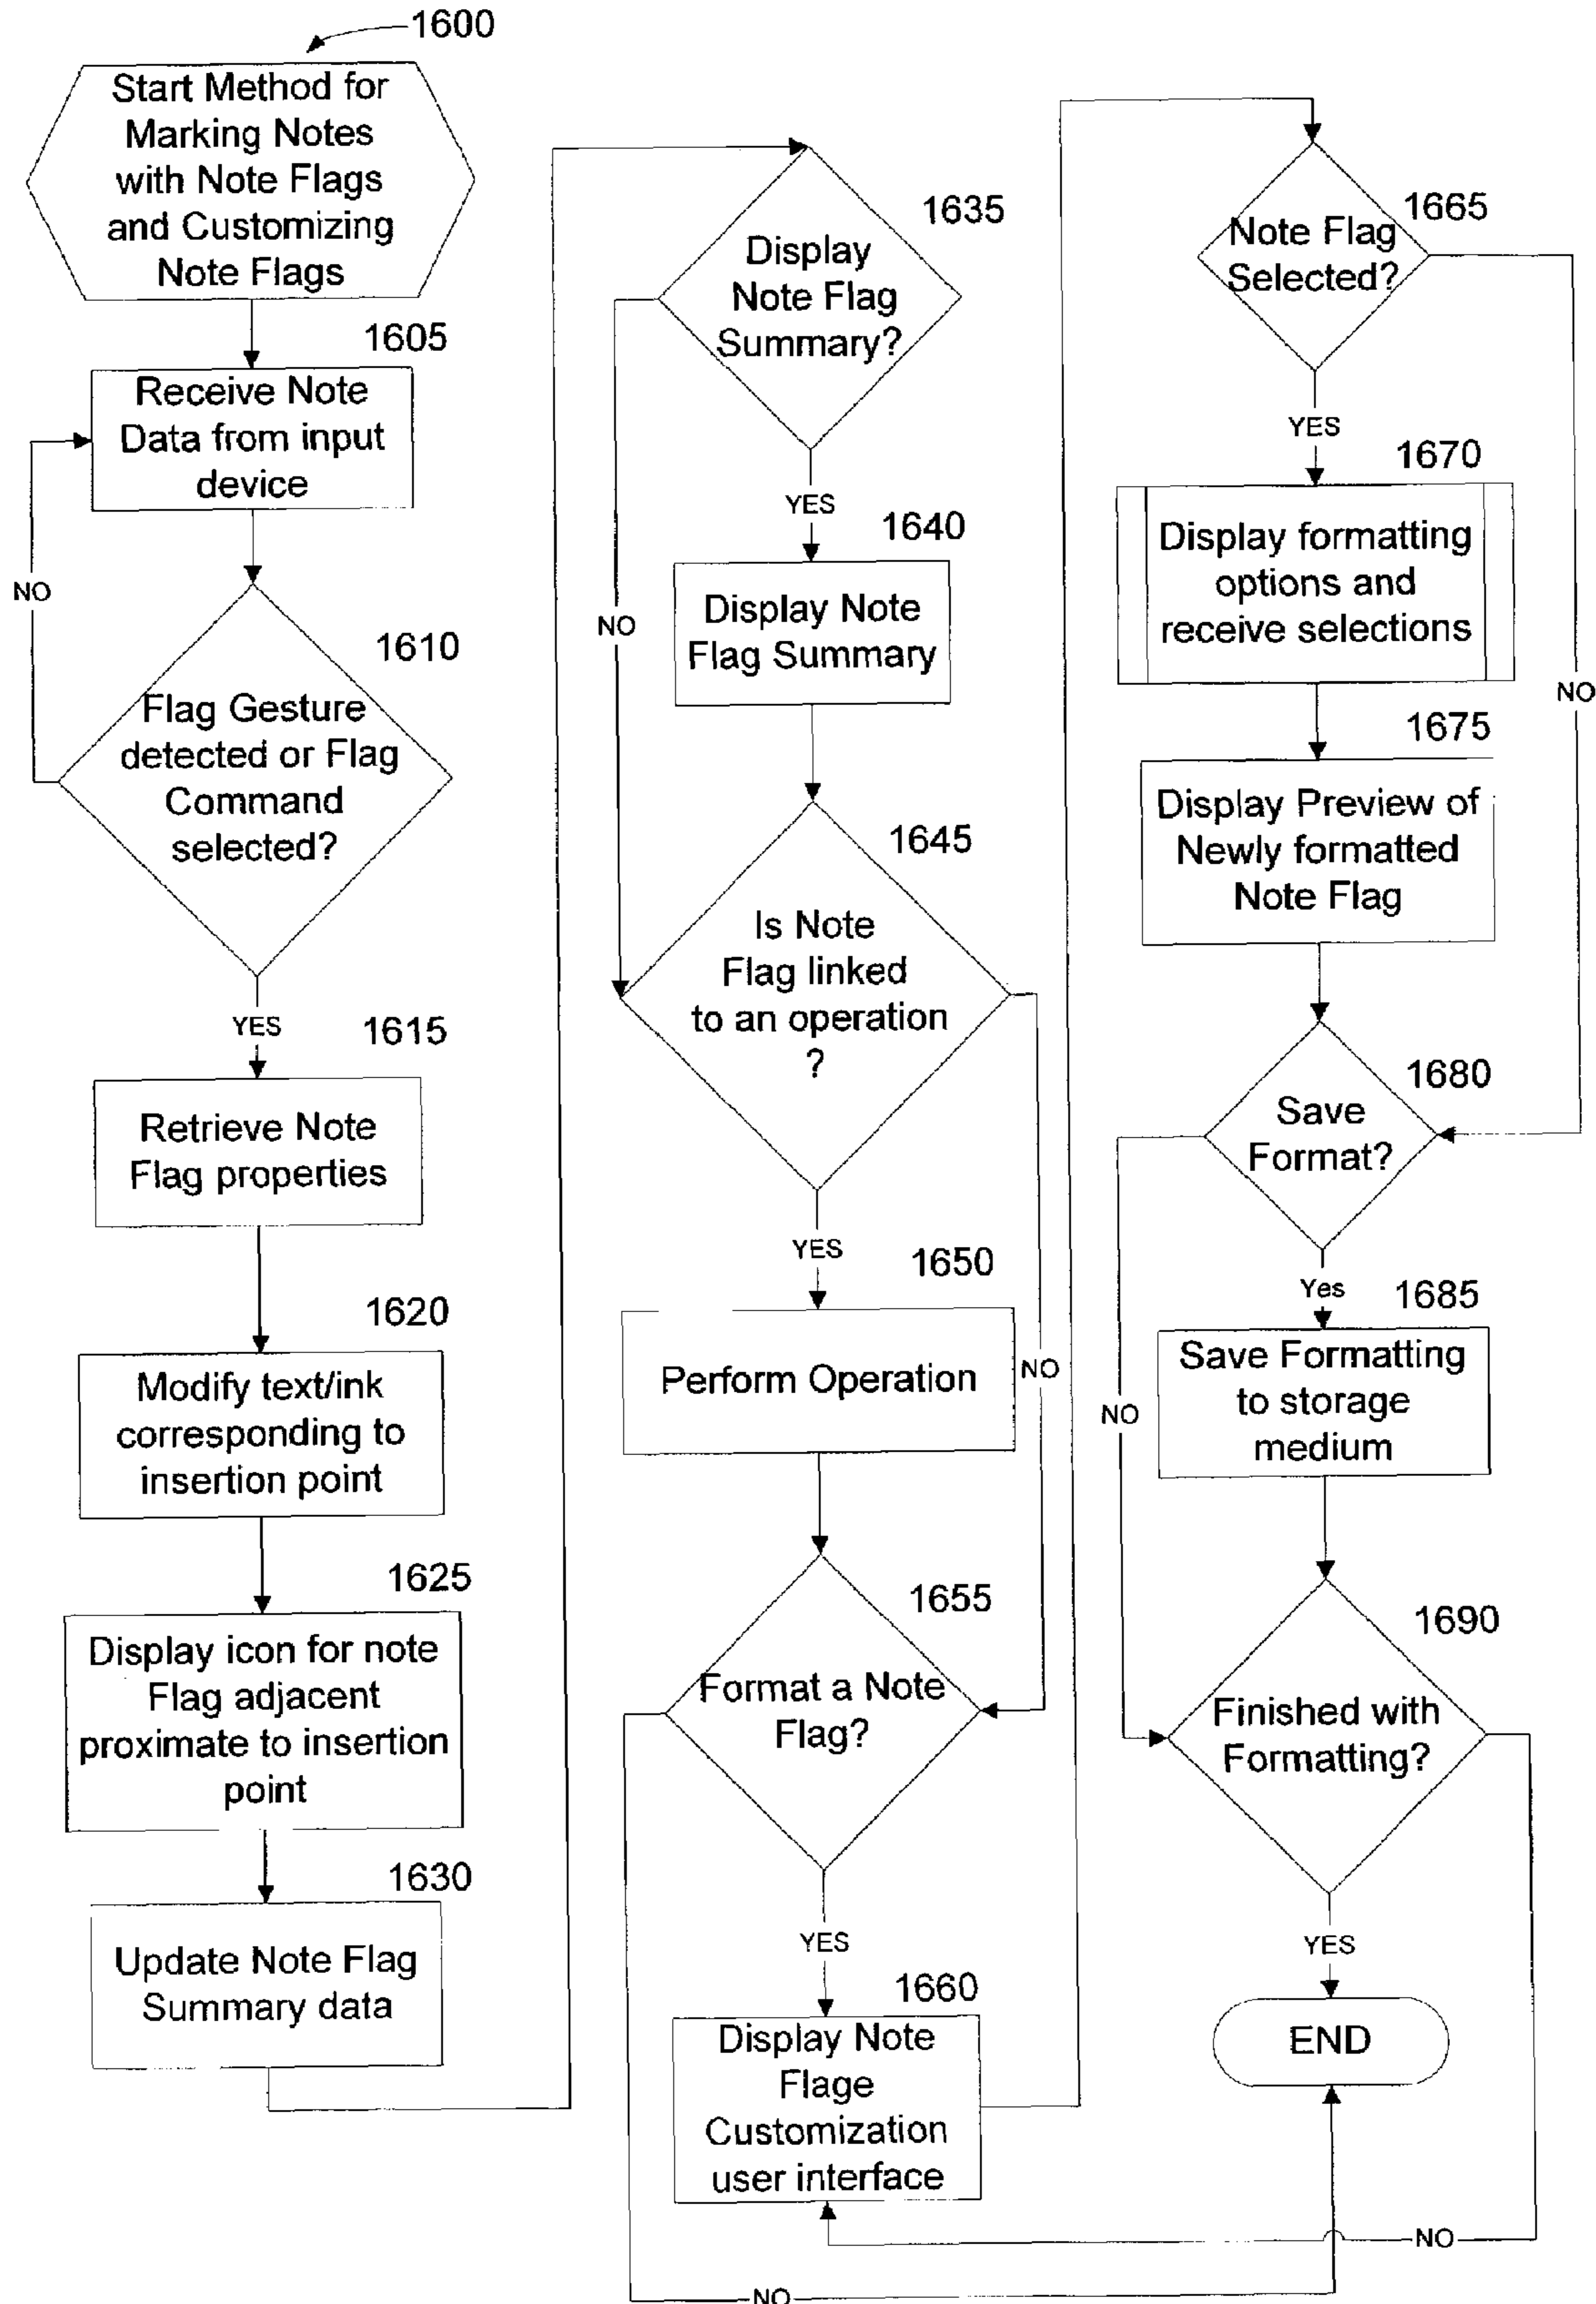 1600
Start Method for
Marking Notes
with Note Flags
and Customizing
Note Flags
1605
Receive Note
Data from input
device
NO
1610
Flag Gesture
detected or Flag
Command
selected?
YES
1615
Retrieve Note
Flag properties
1620
Modify text/ink
corresponding to
insertion point
1625
Display icon for note
Flag adjacent
proximate to insertion
point
1630
Update Note Flag
Summary data
1635
Display
Note Flag
Summary?
YES
NO
1640
Display Note
Flag Summary
1645
Is Note
Flag linked
to an operation
?
YES
NO
1650
Perform Operation
1655
Format a Note
Flag?
YES
NO
1660
Display Note
Flage
Customization
user interface
1665
Note Flag
Selected?
YES
NO
1670
Display formatting
options and
receive selections
1675
Display Preview of
Newly formatted
Note Flag
1680
Save
Format?
Yes
NO
1685
Save Formatting
to storage
medium
1690
Finished with
Formatting?
YES
NO
END